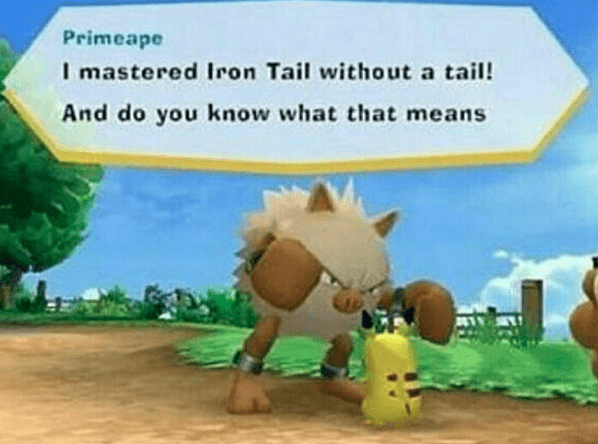 Primeape
I mastered Iron Tail without a tail!
And do you know what that means